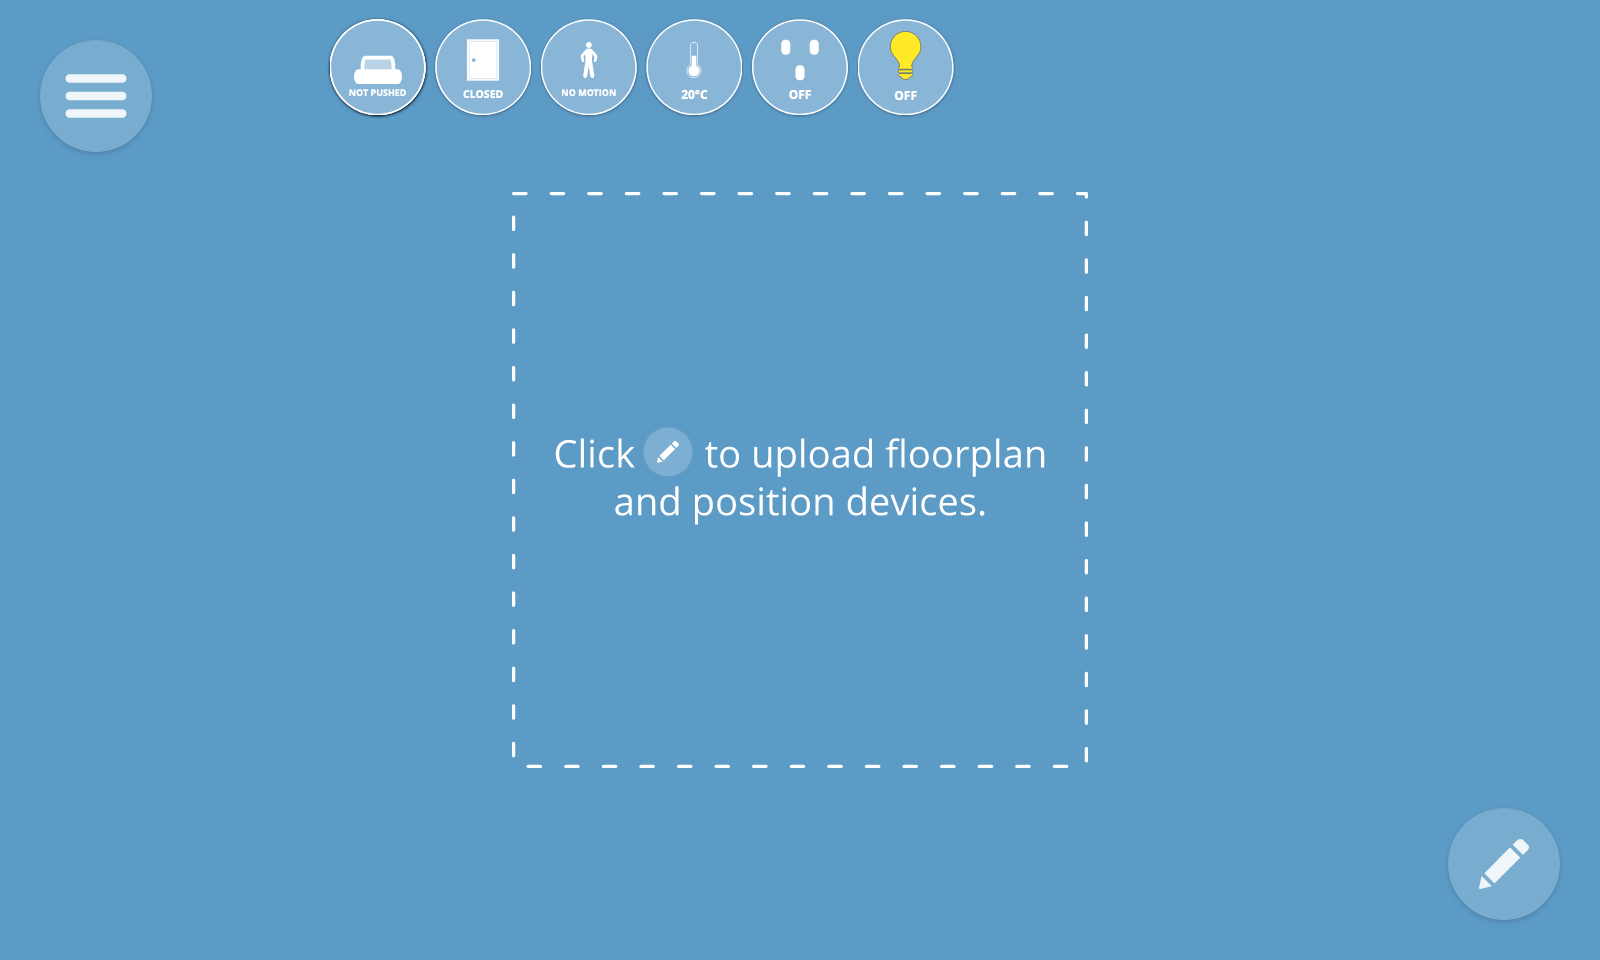 NOT PUSHED
CLOSED
NO MOTION
20°C
OFF
OFF
Click to upload floorplan
and position devices.